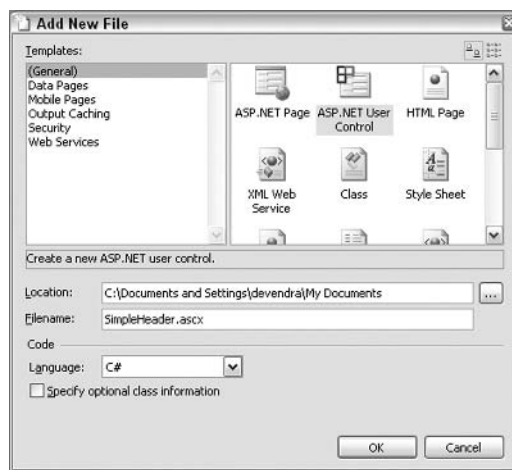 Add New File
Templates:
(General)
Data Pages
Mobile Pages
Output Caching
Security
Web Services
ASP.NET Page
ASP.NET User
Control
HTML Page
XML Web
Service
Class
Style Sheet
Create a new ASP.NET user control.
Location:
C:\Documents and Settings\devendra\My Documents
...
Filename:
SimpleHeader.ascx
Code
Language:
C#
Specify optional class information
OK
Cancel